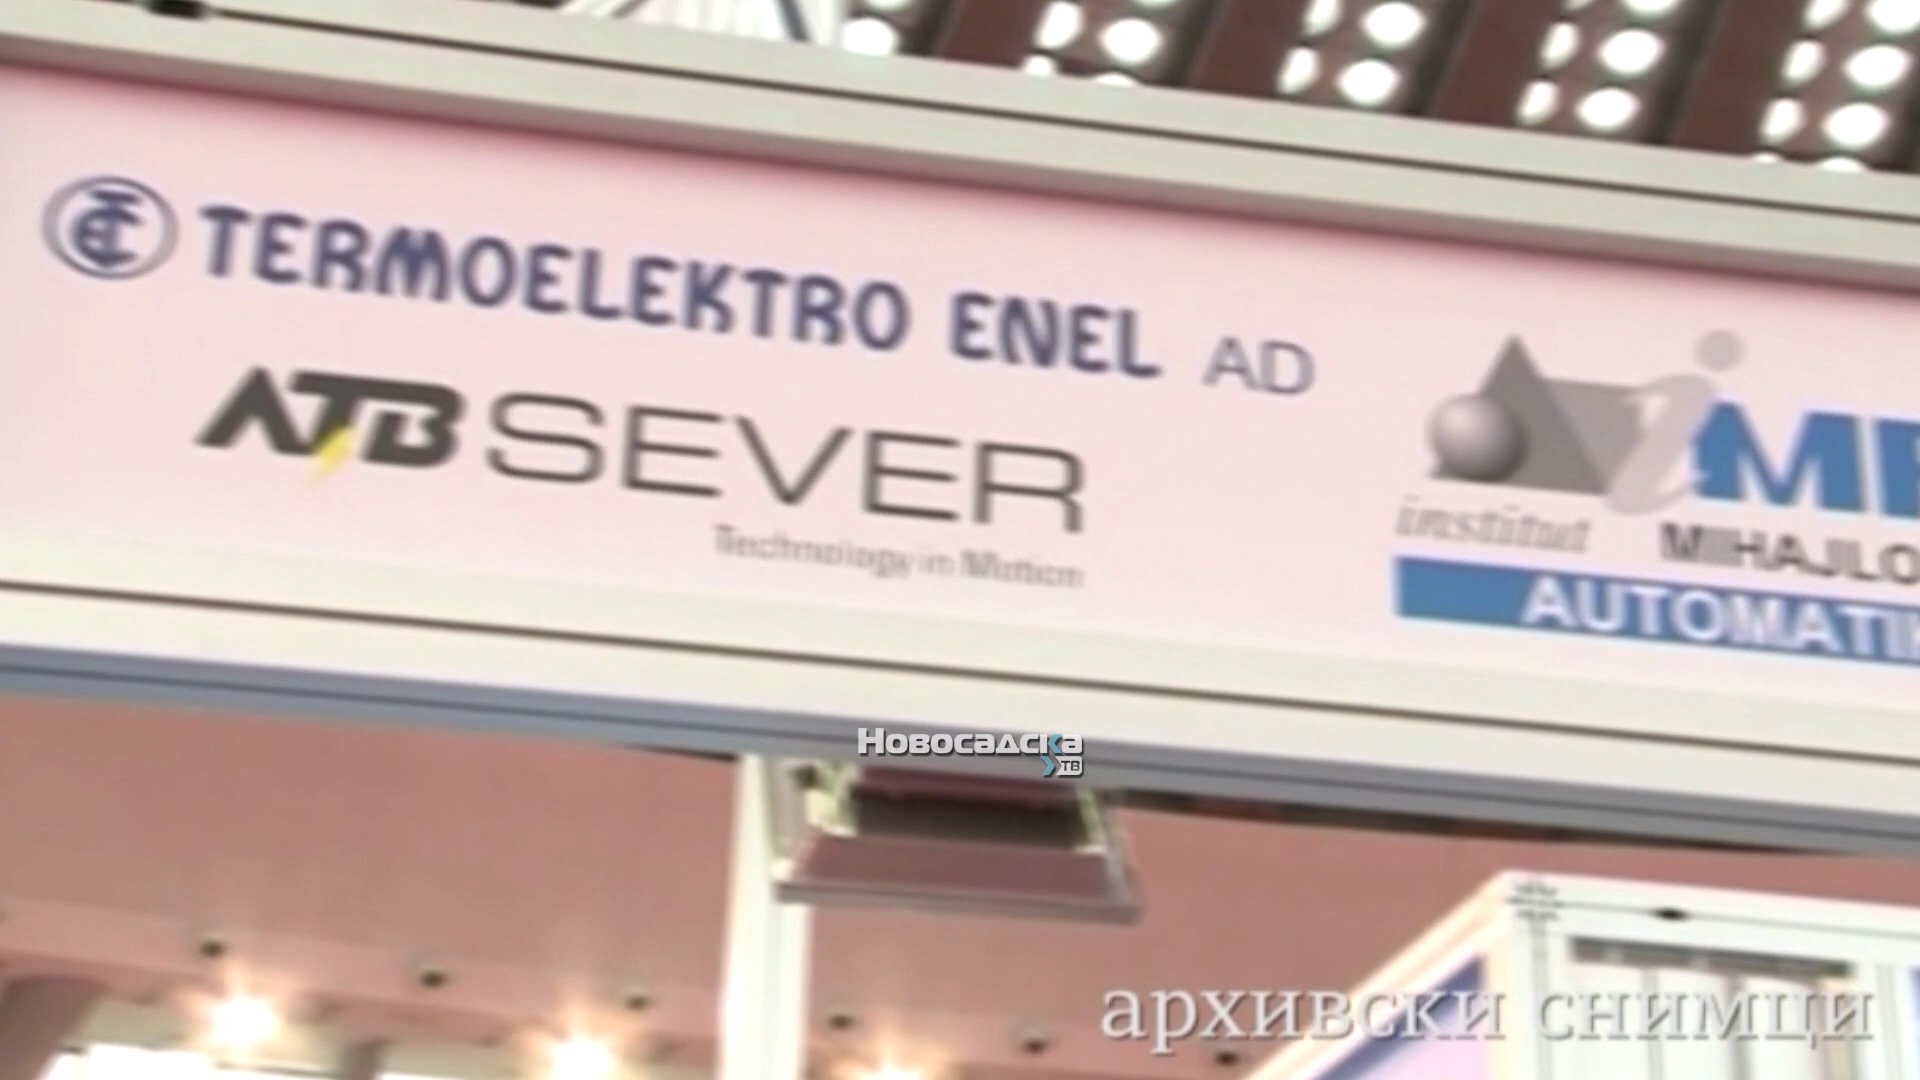 TERMOELEKTRO ENEL AD
ATB SEVER
Technology in Motion
institut
AUTOMATI
Новосадска
ТВ
архивски снимци